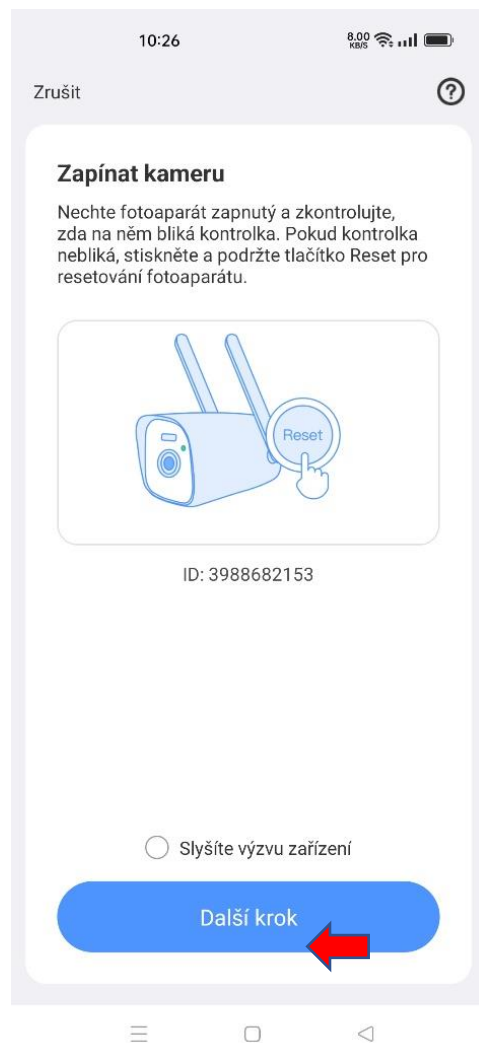 10:26
8.00
KB/S
Zrušit
?
Zapínat kameru
Nechte fotoaparát zapnutý a zkontrolujte,
zda na něm bliká kontrolka. Pokud kontrolka
nebliká, stiskněte a podržte tlačítko Reset pro
resetování fotoaparátu.
Reset
ID: 3988682153
Slyšíte výzvu zařízení
Další krok